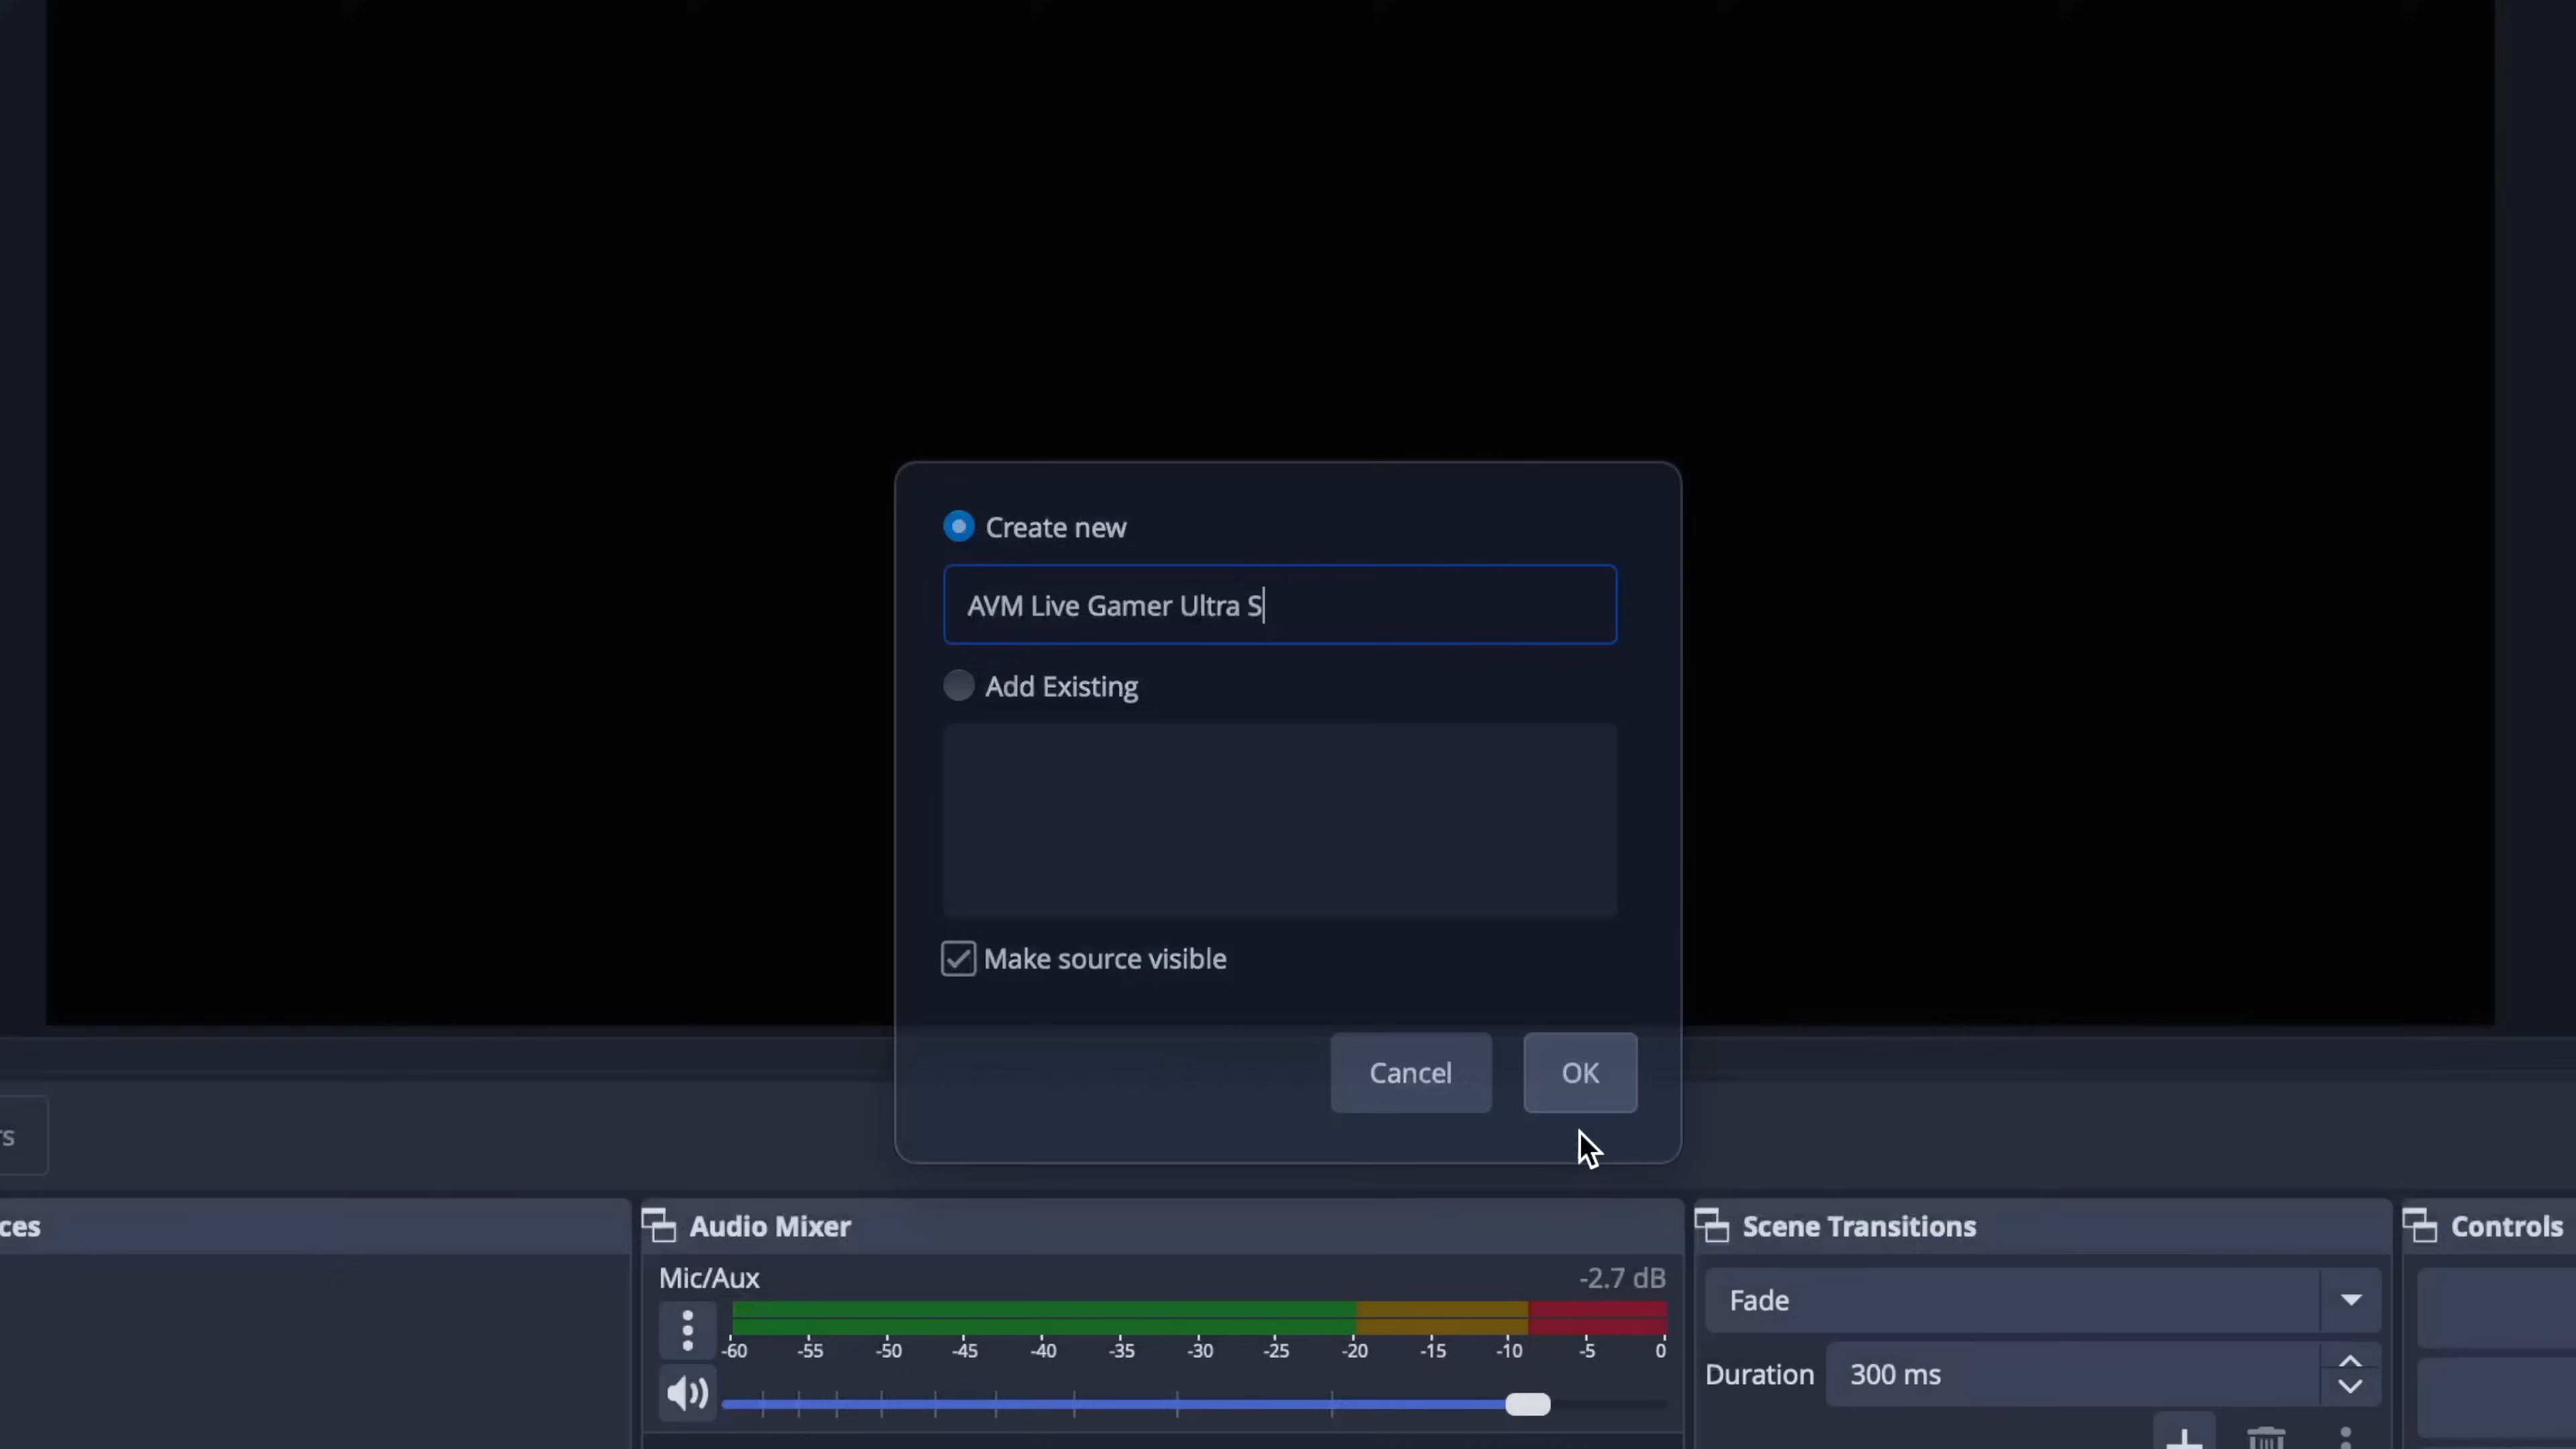 Create new
AVM Live Gamer Ultra S
Add Existing
Make source visible
Cancel
OK
rs
ces
Audio Mixer
Scene Transitions
Controls
Mic/Aux
-2.7 dB
-60 -55 -50 -45 -40 -35 -30 -25 -20 -15 -10 -5 0
Fade
Duration
300 ms